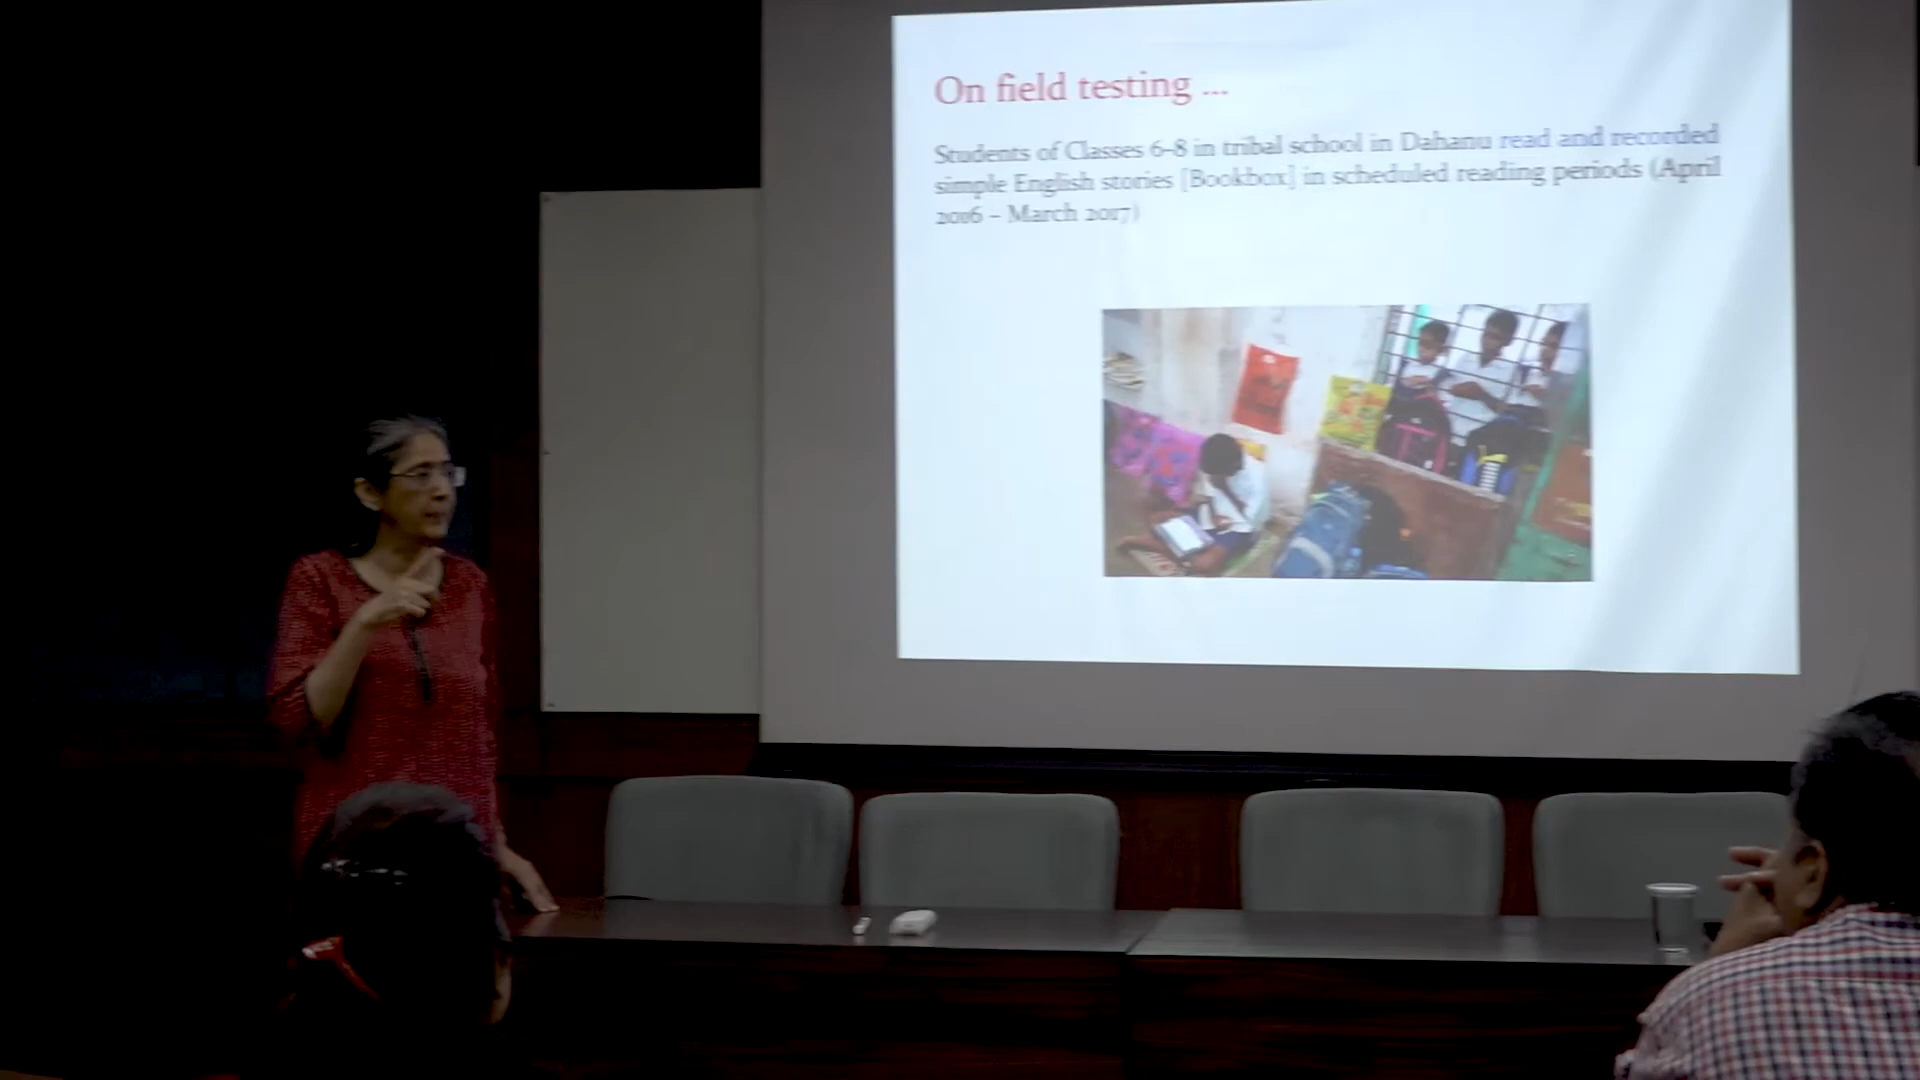 On field testing ...
Students of Classes 6-8 in tribal school in Dahanu read and recorded
simple English stories [Bookbox] in scheduled reading periods (April
2016 – March 2017)